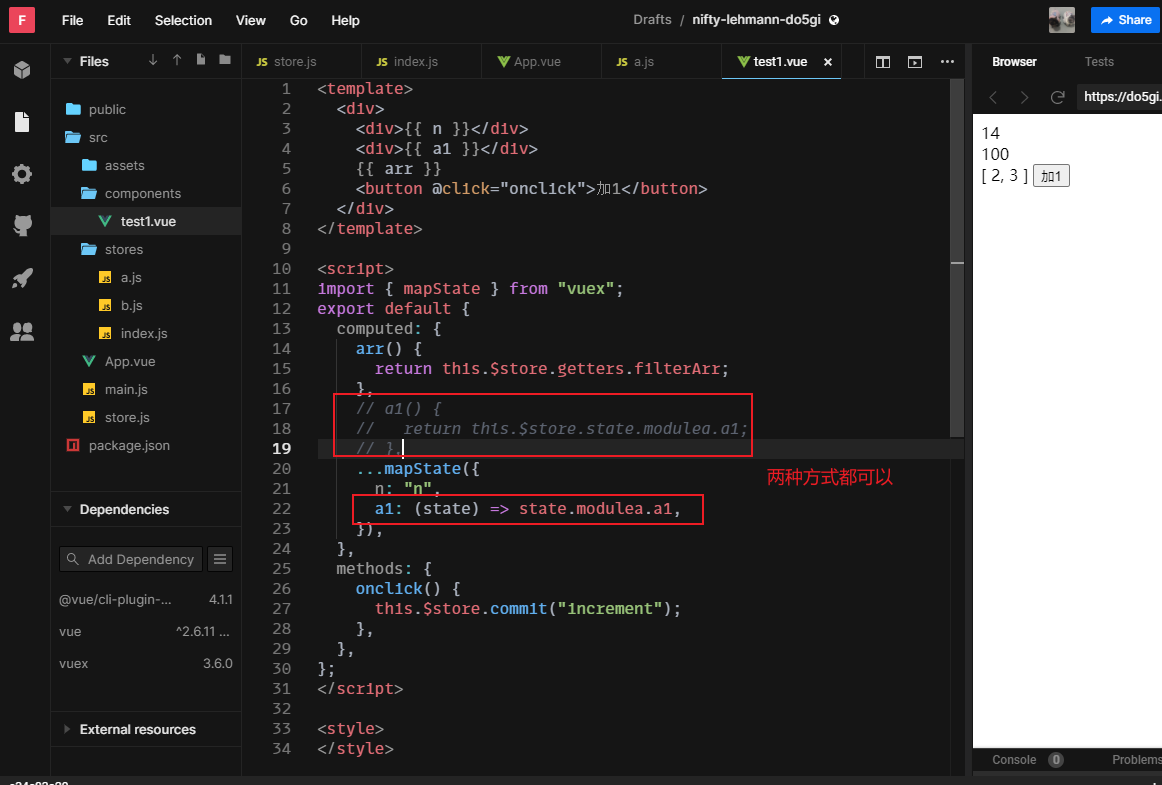 F File Edit Selection View Go Help Drafts / nifty-lehmann-do5gi Share
Files
JS store.js JS index.js App.vue JS a.js test1.vue ×
Browser Tests
https://do5gi.
public
src
assets
components
test1.vue
stores
JS a.js
JS b.js
JS index.js
App.vue
JS main.js
JS store.js
package.json
Dependencies
Add Dependency
@vue/cli-plugin-... 4.1.1
vue ^2.6.11 ...
vuex 3.6.0
External resources
1 <template>
2 <div>
3 <div>{{ n }}</div>
4 <div>{{ a1 }}</div>
5 {{ arr }}
6 <button @click="onclick">加1</button>
7 </div>
8 </template>
9
10 <script>
11 import { mapState } from "vuex";
12 export default {
13 computed: {
14 arr() {
15 return this.$store.getters.filterArr;
16 },
17 // a1() {
18 // return this.$store.state.modulea.a1;
19 // },
20 ...mapState({
21 n: "n",
22 a1: (state) => state.modulea.a1,
23 }),
24 },
25 methods: {
26 onclick() {
27 this.$store.commit("increment");
28 },
29 },
30 };
31 </script>
32
33 <style>
34 </style>
两种方式都可以
14
100
[ 2, 3 ] 加1
Console 0 Problems